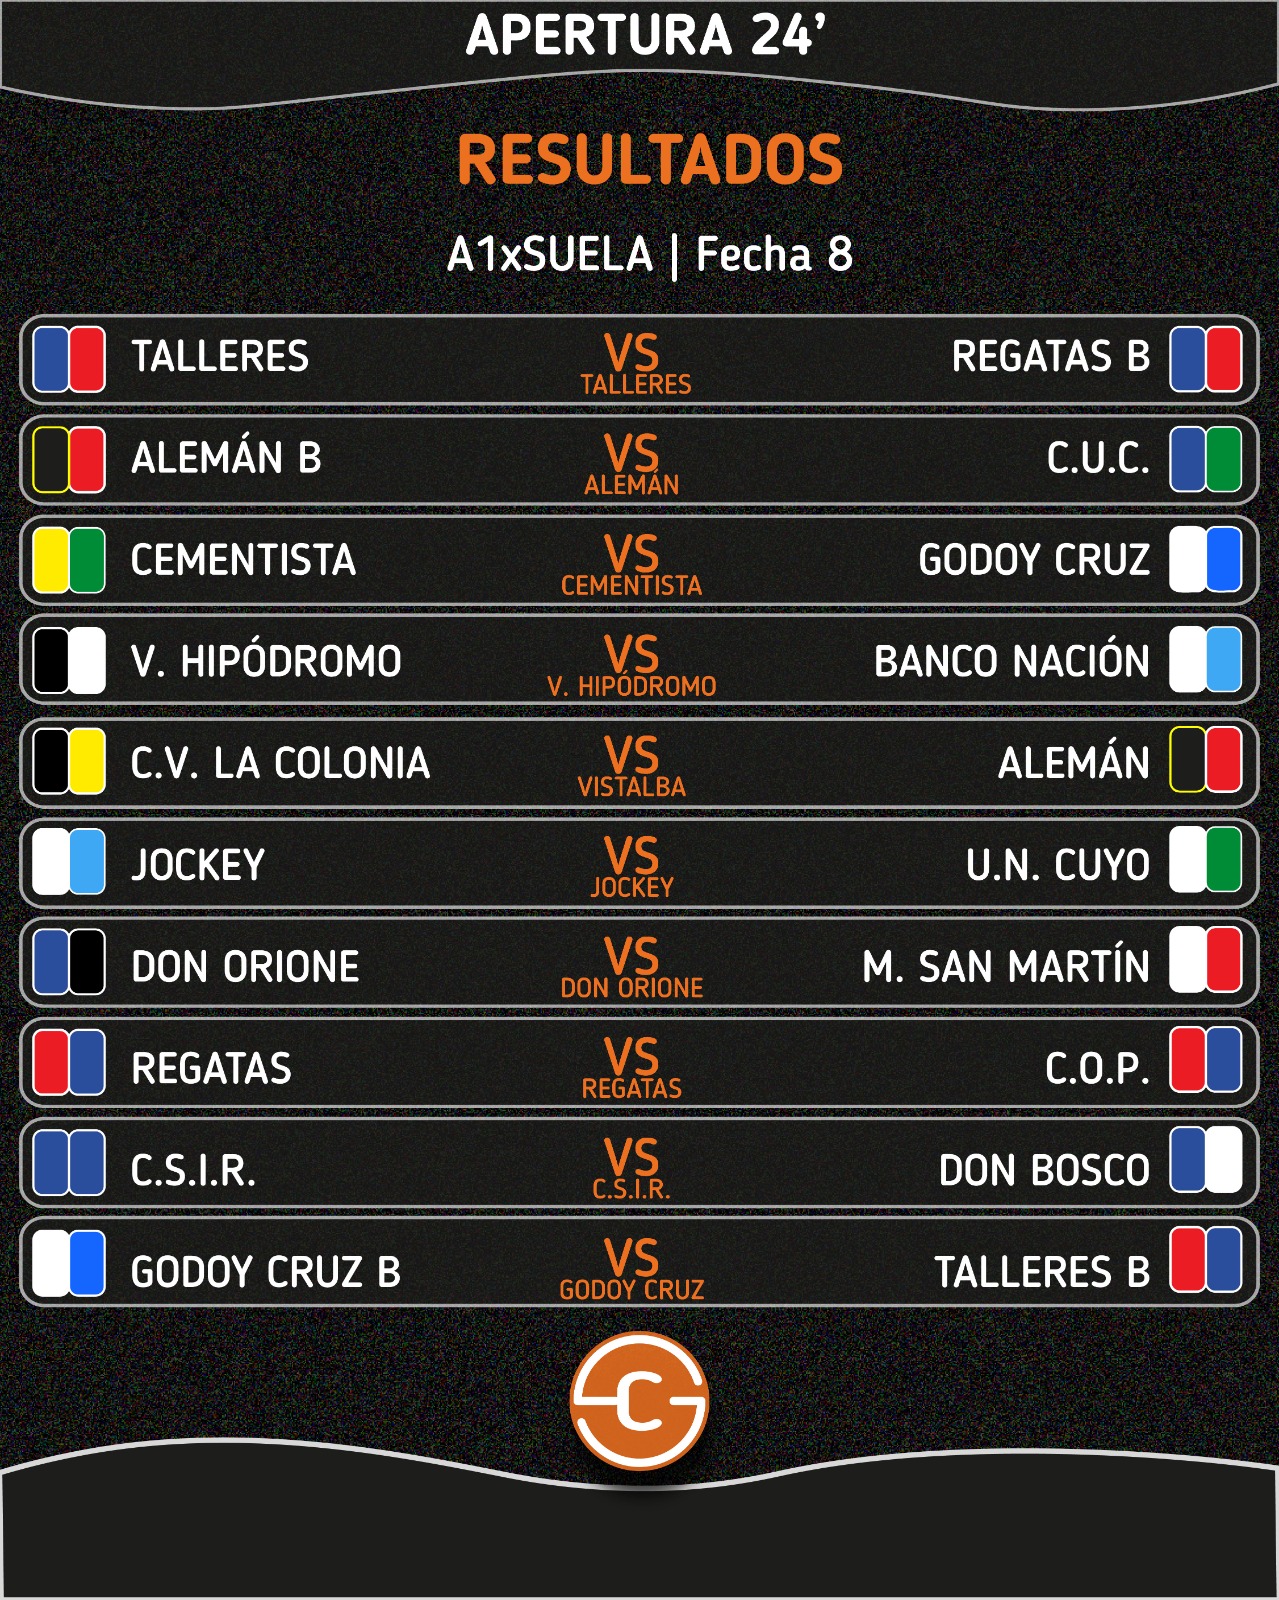 APERTURA 24’
RESULTADOS
A1xSUELA | Fecha 8
TALLERES VS REGATAS B
TALLERES
ALEMÁN B VS C.U.C.
ALEMÁN
CEMENTISTA VS GODOY CRUZ
CEMENTISTA
V. HIPÓDROMO VS BANCO NACIÓN
V. HIPÓDROMO
C.V. LA COLONIA VS ALEMÁN
VISTALBA
JOCKEY VS U.N. CUYO
JOCKEY
DON ORIONE VS M. SAN MARTÍN
DON ORIONE
REGATAS VS C.O.P.
REGATAS
C.S.I.R. VS DON BOSCO
C.S.I.R.
GODOY CRUZ B VS TALLERES B
GODOY CRUZ
C